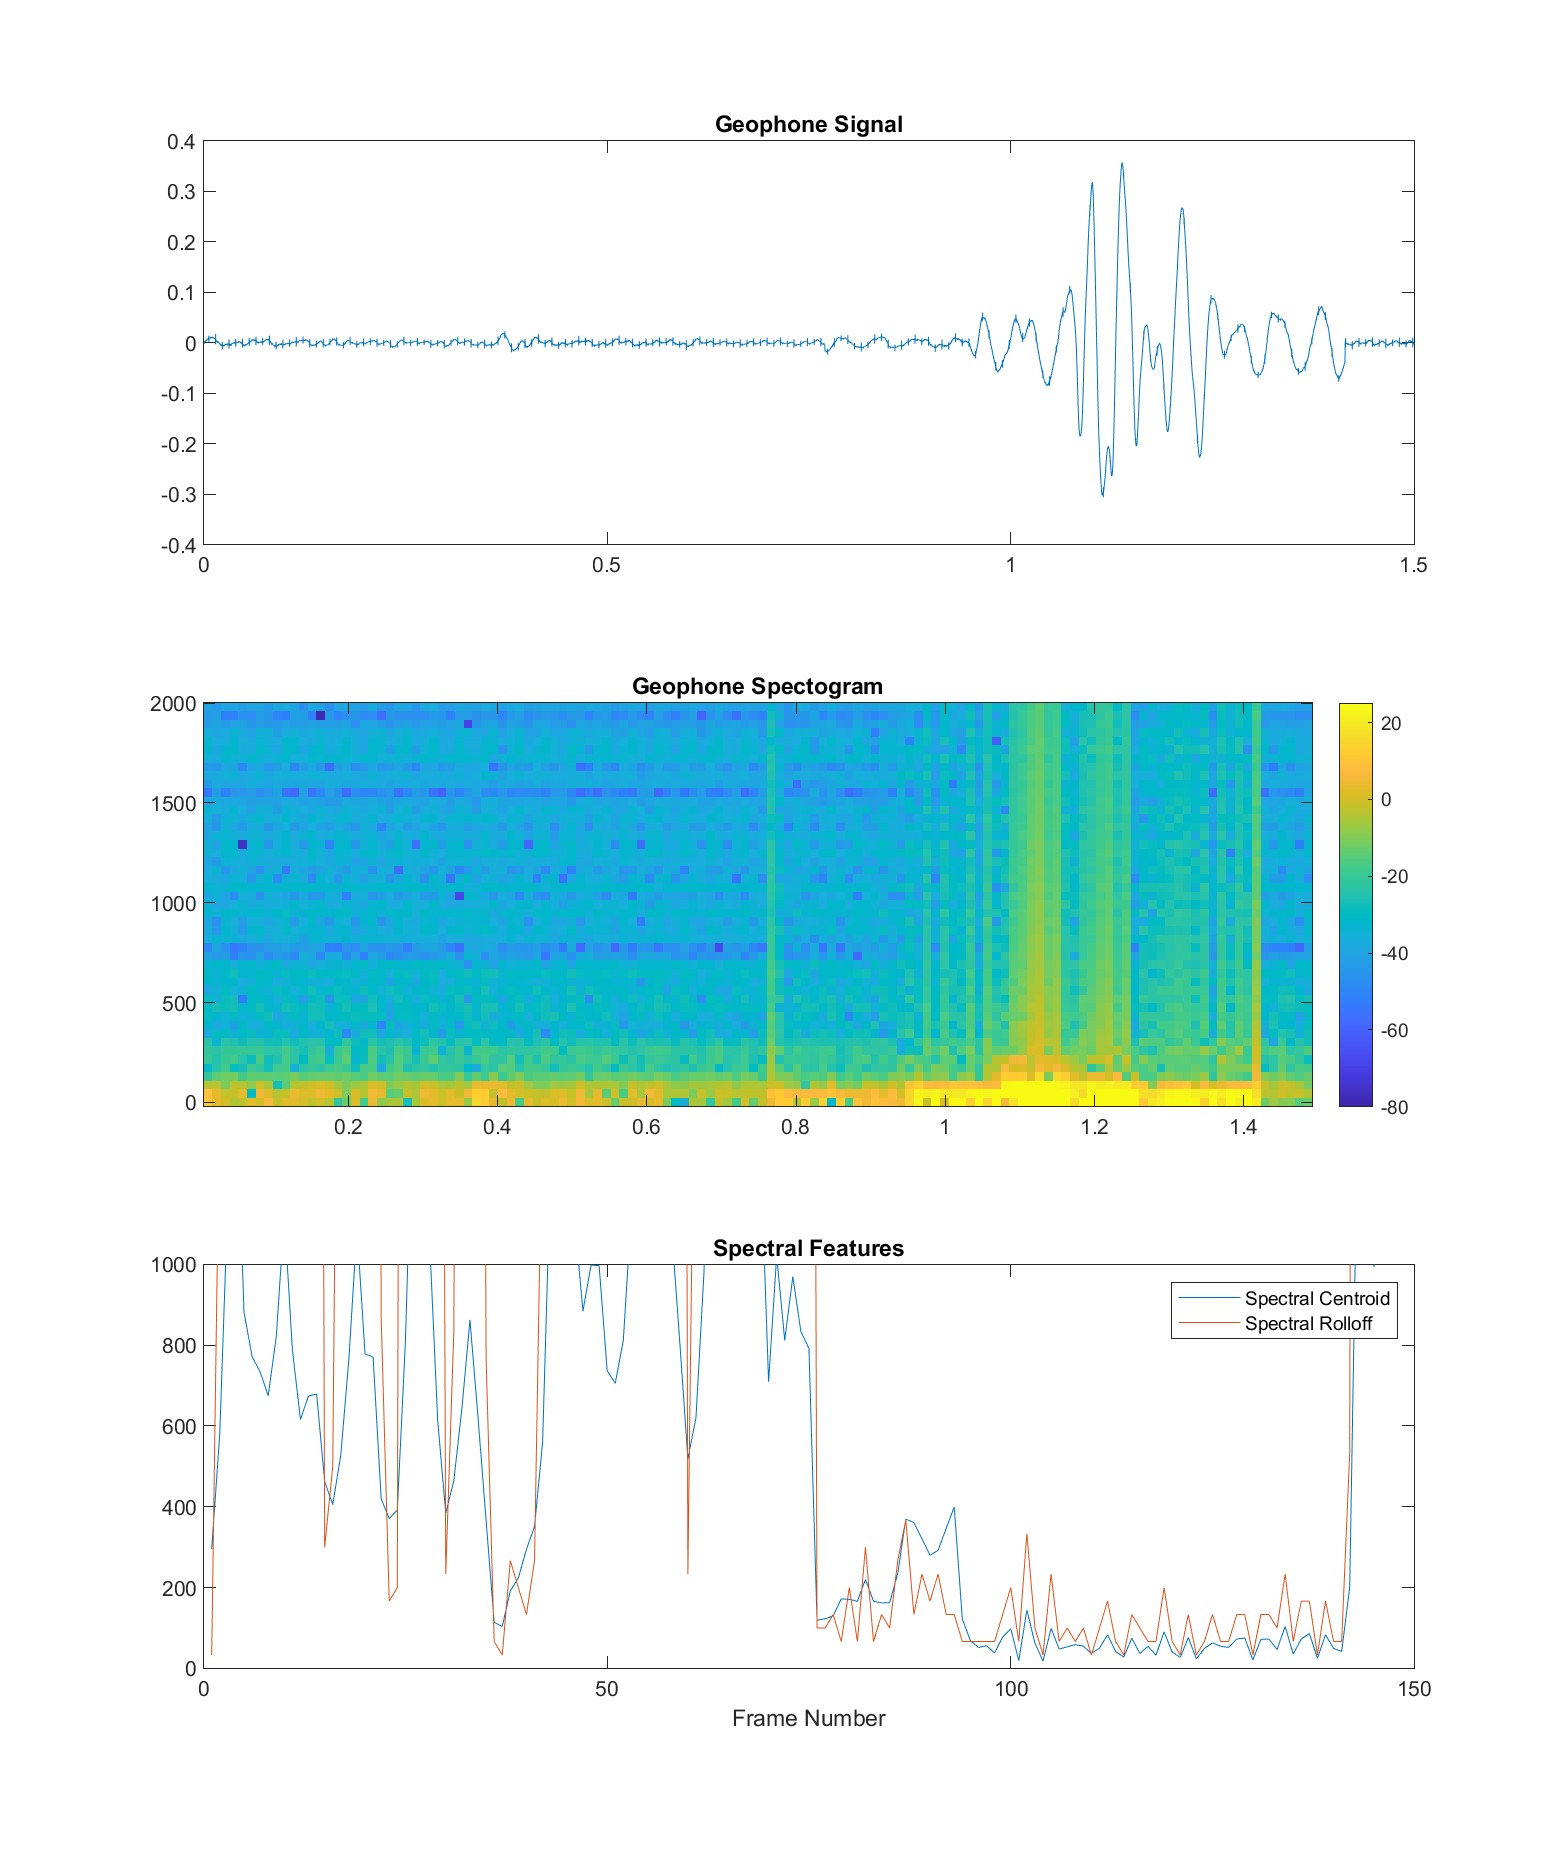 Geophone Signal
0.4
0.3
0.2
0.1
0
-0.1
-0.2
-0.3
-0.4
0 0.5 1 1.5
Geophone Spectogram
2000
1500
1000
500
0
20
0
-20
-40
-60
-80
0.2 0.4 0.6 0.8 1 1.2 1.4
Spectral Features
1000
800
600
400
200
0
Spectral Centroid
Spectral Rolloff
0 50 100 150
Frame Number